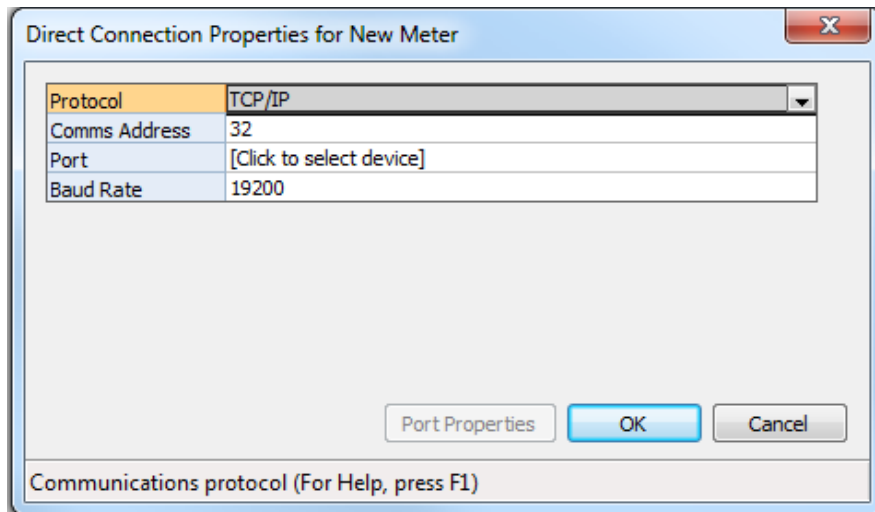 Direct Connection Properties for New Meter
Protocol TCP/IP
Comms Address 32
Port [Click to select device]
Baud Rate 19200
Port Properties OK Cancel
Communications protocol (For Help, press F1)